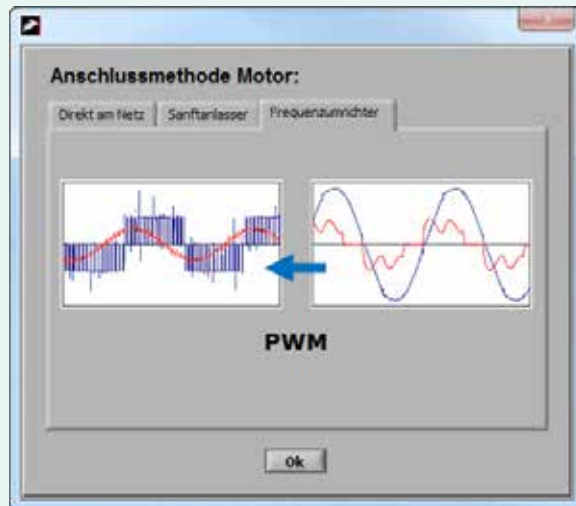 Anschlussmethode Motor:
Direkt am Netz Sanftanlasser Frequenzumrichter
PWM
Ok